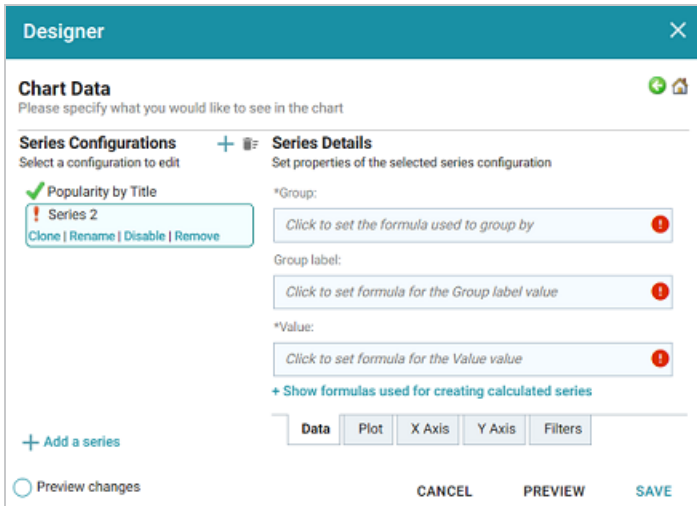 Designer
Chart Data
Please specify what you would like to see in the chart
Series Configurations
Select a configuration to edit
Popularity by Title
Series 2
Clone | Rename | Disable | Remove
+ Add a series
Series Details
Set properties of the selected series configuration
*Group:
Click to set the formula used to group by
Group label:
Click to set formula for the Group label value
*Value:
Click to set formula for the Value value
+ Show formulas used for creating calculated series
Data Plot X Axis Y Axis Filters
Preview changes
CANCEL PREVIEW SAVE